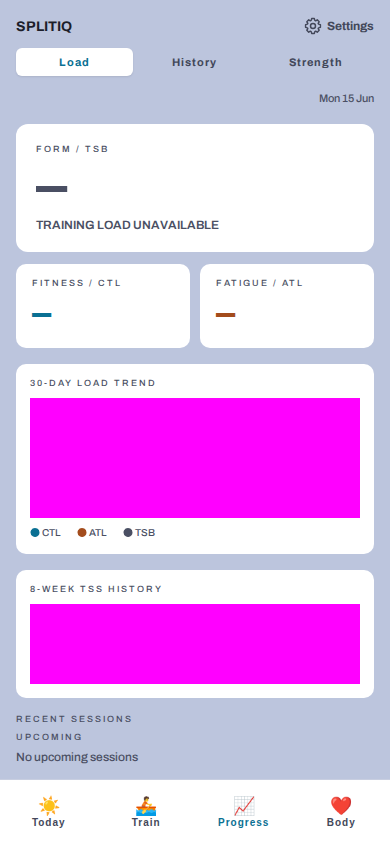 SPLITIQ
Settings
Load
History
Strength
Mon 15 Jun
FORM / TSB
—
TRAINING LOAD UNAVAILABLE
FITNESS / CTL
—
FATIGUE / ATL
—
30-DAY LOAD TREND
CTL
ATL
TSB
8-WEEK TSS HISTORY
RECENT SESSIONS
UPCOMING
No upcoming sessions
Today
Train
Progress
Body